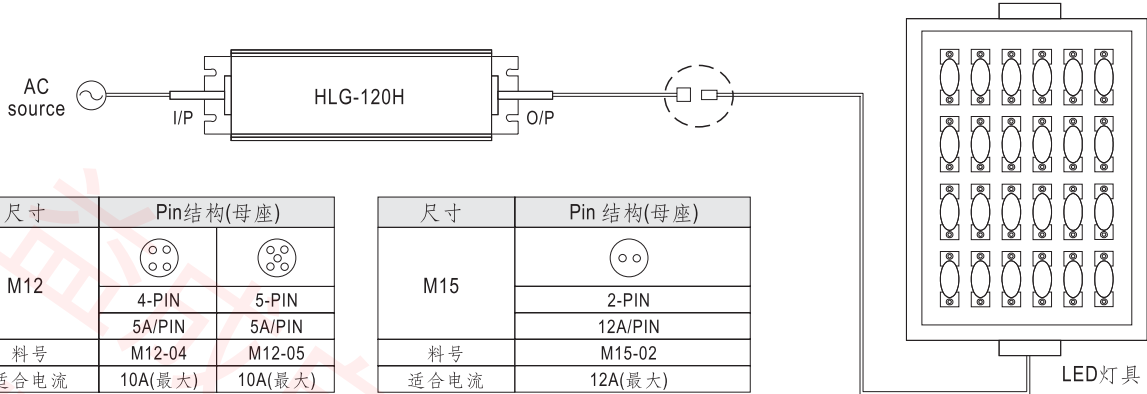 AC
source
I/P
HLG-120H
O/P
尺寸 Pin结构(母座)
M12
4-PIN 5-PIN
5A/PIN 5A/PIN
料号 M12-04 M12-05
适合电流 10A(最大) 10A(最大)
尺寸 Pin 结构(母座)
M15
2-PIN
12A/PIN
料号 M15-02
适合电流 12A(最大)
LED灯具